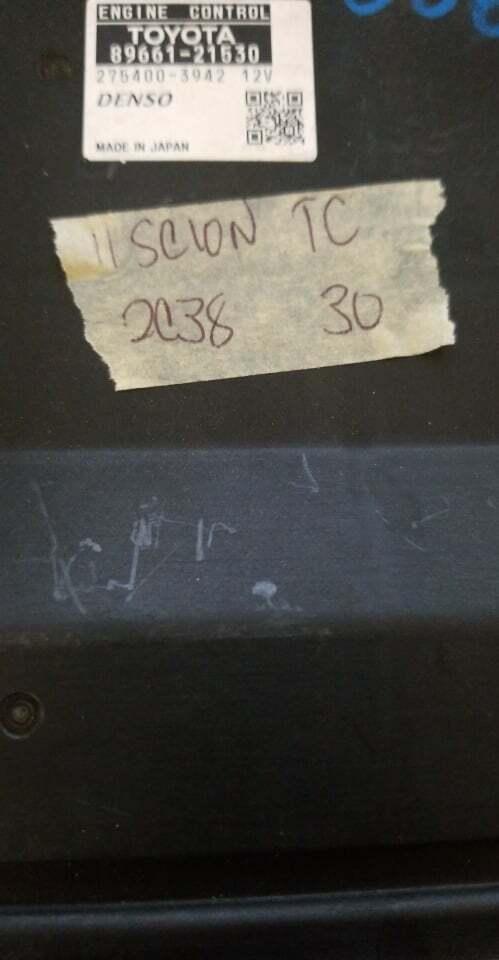 ENGINE CONTROL
TOYOTA
89661-21530
275400-3942 12V
DENSO
MADE IN JAPAN
11 SCION TC
2C38 30